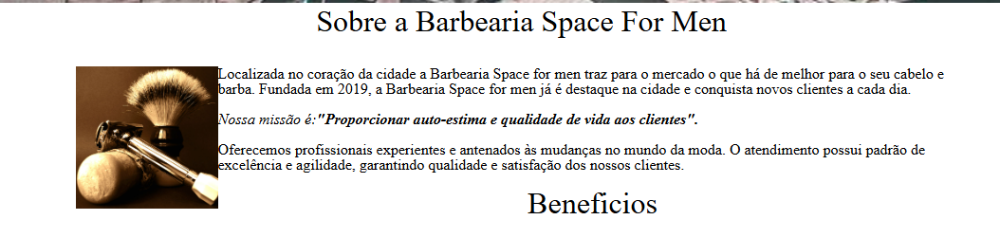 Sobre a Barbearia Space For Men
Localizada no coração da cidade a Barbearia Space for men traz para o mercado o que há de melhor para o seu cabelo e
barba. Fundada em 2019, a Barbearia Space for men já é destaque na cidade e conquista novos clientes a cada dia.
Nossa missão é:"Proporcionar auto-estima e qualidade de vida aos clientes".
Oferecemos profissionais experientes e antenados às mudanças no mundo da moda. O atendimento possui padrão de
excelência e agilidade, garantindo qualidade e satisfação dos nossos clientes.
Beneficios